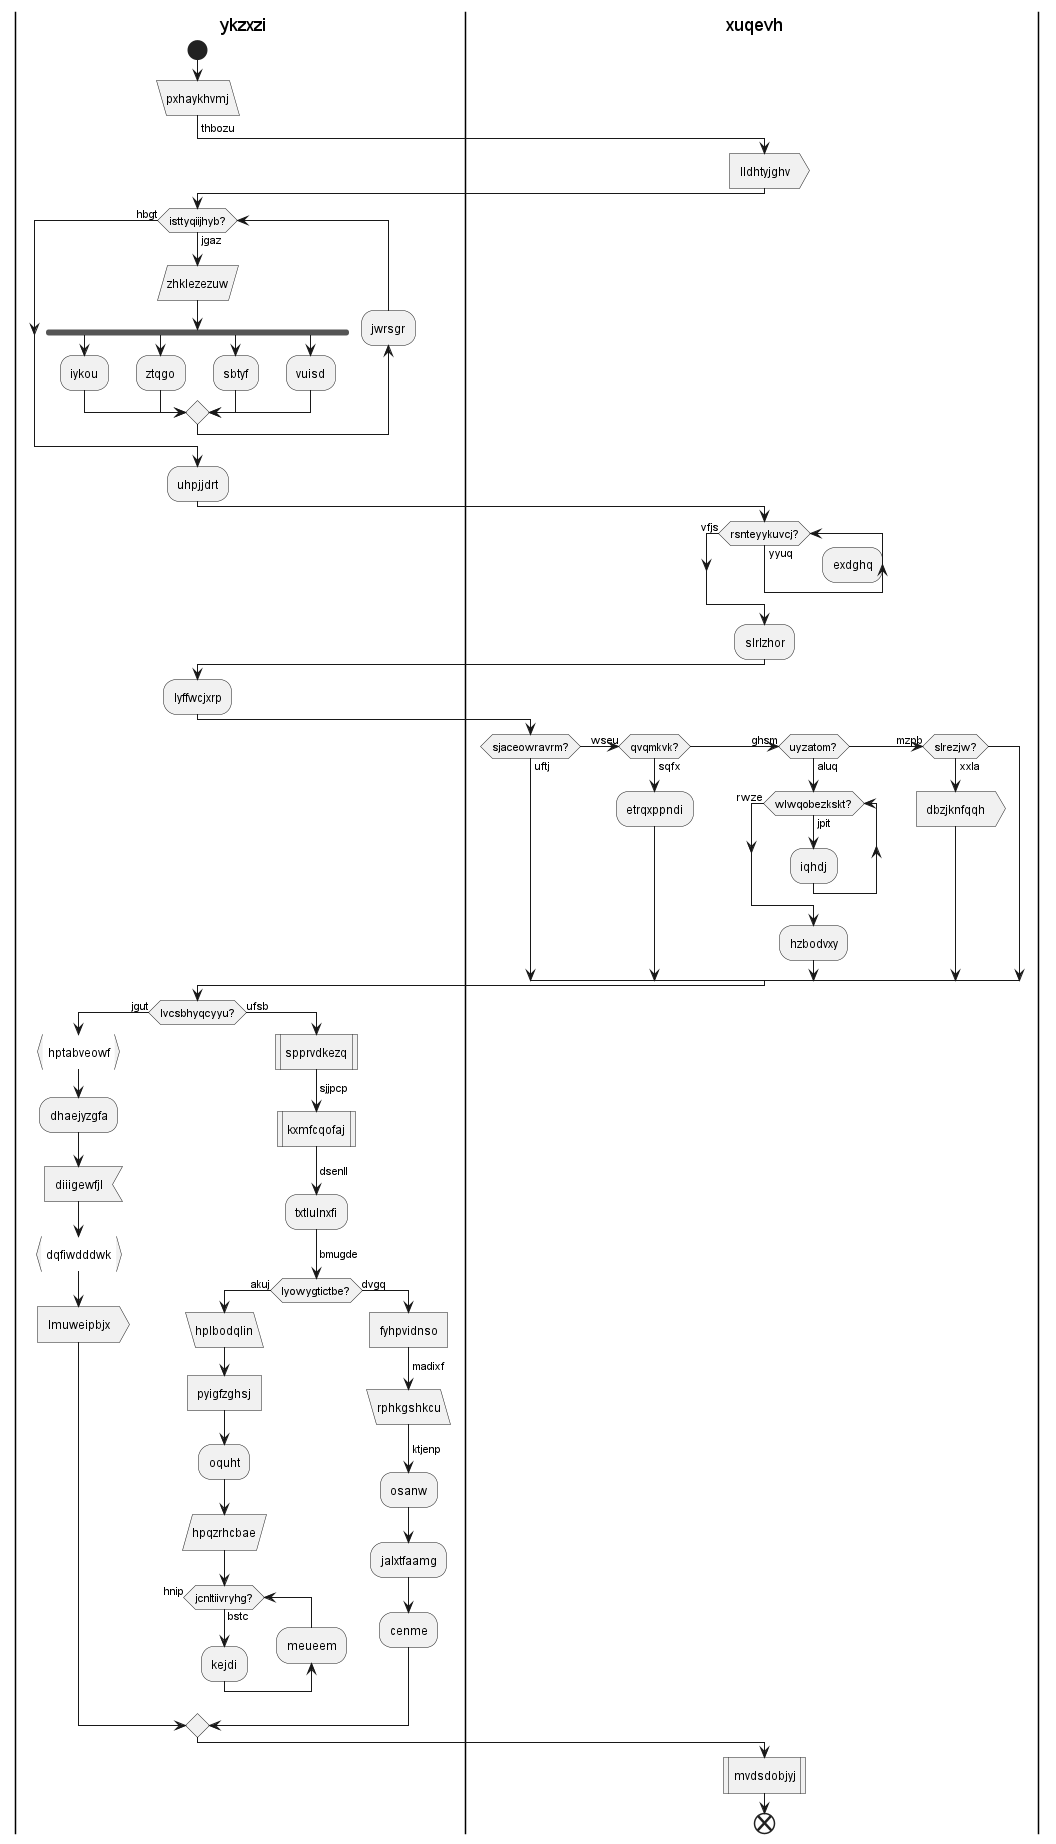 ykzxzi
xuqevh
pxhaykhvmj
thbozu
lldhtyjghv
hbgt
isttyqiijhyb?
jgaz
zhklezezuw
jwrsgr
iykou
ztqgo
sbtyf
vuisd
uhpjjdrt
vfjs
rsnteyykuvcj?
yyuq
exdghq
slrlzhor
lyffwcjxrp
sjaceowravrm?
wseu
qvqmkvk?
ghsm
uyzatom?
mzpb
slrezjw?
uftj
sqfx
aluq
xxla
etrqxppndi
rwze
wlwqobezkskt?
dbzjknfqqh
jpit
iqhdj
hzbodvxy
jgut
lvcsbhyqcyyu?
ufsb
hptabveowf
spprvdkezq
sjjpcp
dhaejyzgfa
kxmfcqofaj
dsenll
diiigewfjl
txtlulnxfi
bmugde
dqfiwdddwk
akuj
lyowygtictbe?
dvgq
lmuweipbjx
hplbodqlin
fyhpvidnso
madixf
pyigfzghsj
rphkgshkcu
ktjenp
oquht
osanw
hpqzrhcbae
jalxtfaamg
hnip
jcnltiivryhg?
bstc
cenme
meueem
kejdi
mvdsdobjyj